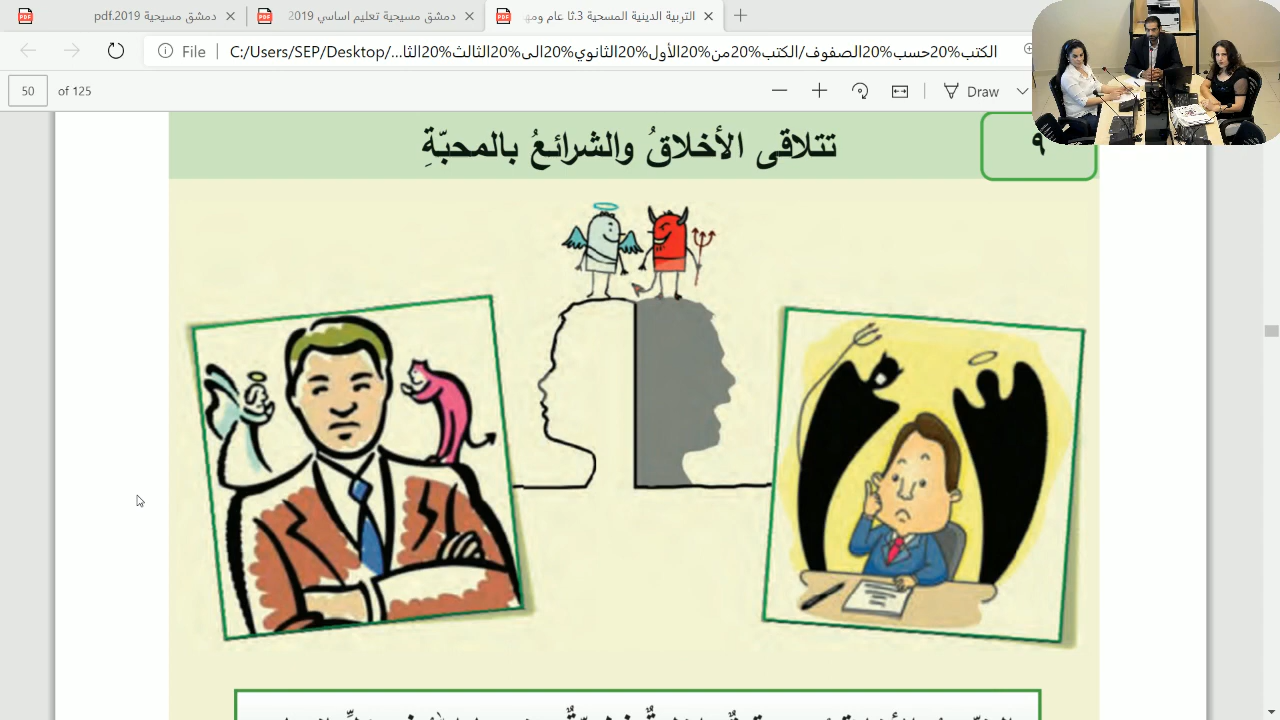 دمشق مسيحية 2019.pdf
دمشق مسيحية تعليم اساسي 2019
التربية الدينية المسحية 3.ثا عام ومه
File
C:/Users/SEP/Desktop/الكتب%20حسب%20الصفوف/الكتب%20من%20الأول%20الثانوي%20الى%20الثالث%20الثا...
50 of 125
Draw
٩
تتلاقى الأخلاقُ والشرائعُ بالمحبّةِ